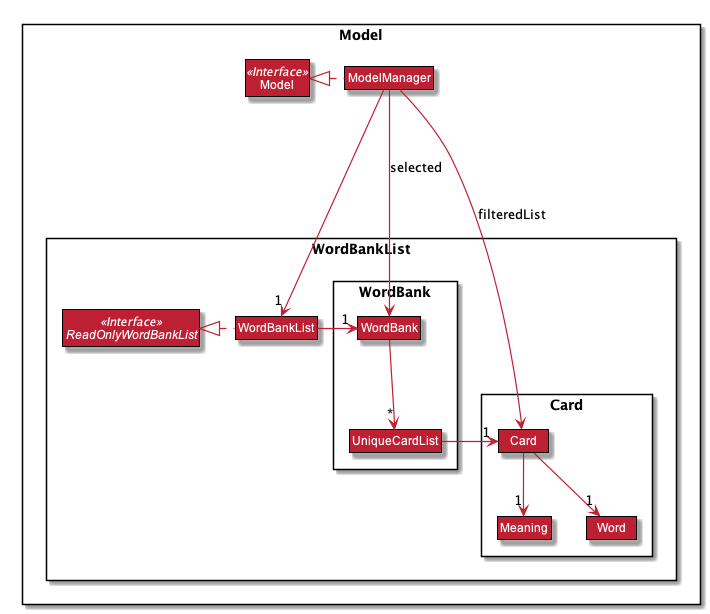 Model
«Interface»
Model
ModelManager
selected
filteredList
WordBankList
1
WordBank
«Interface»
ReadOnlyWordBankList
WordBankList
1
WordBank
Card
*
UniqueCardList
1
Card
1
1
Meaning
Word